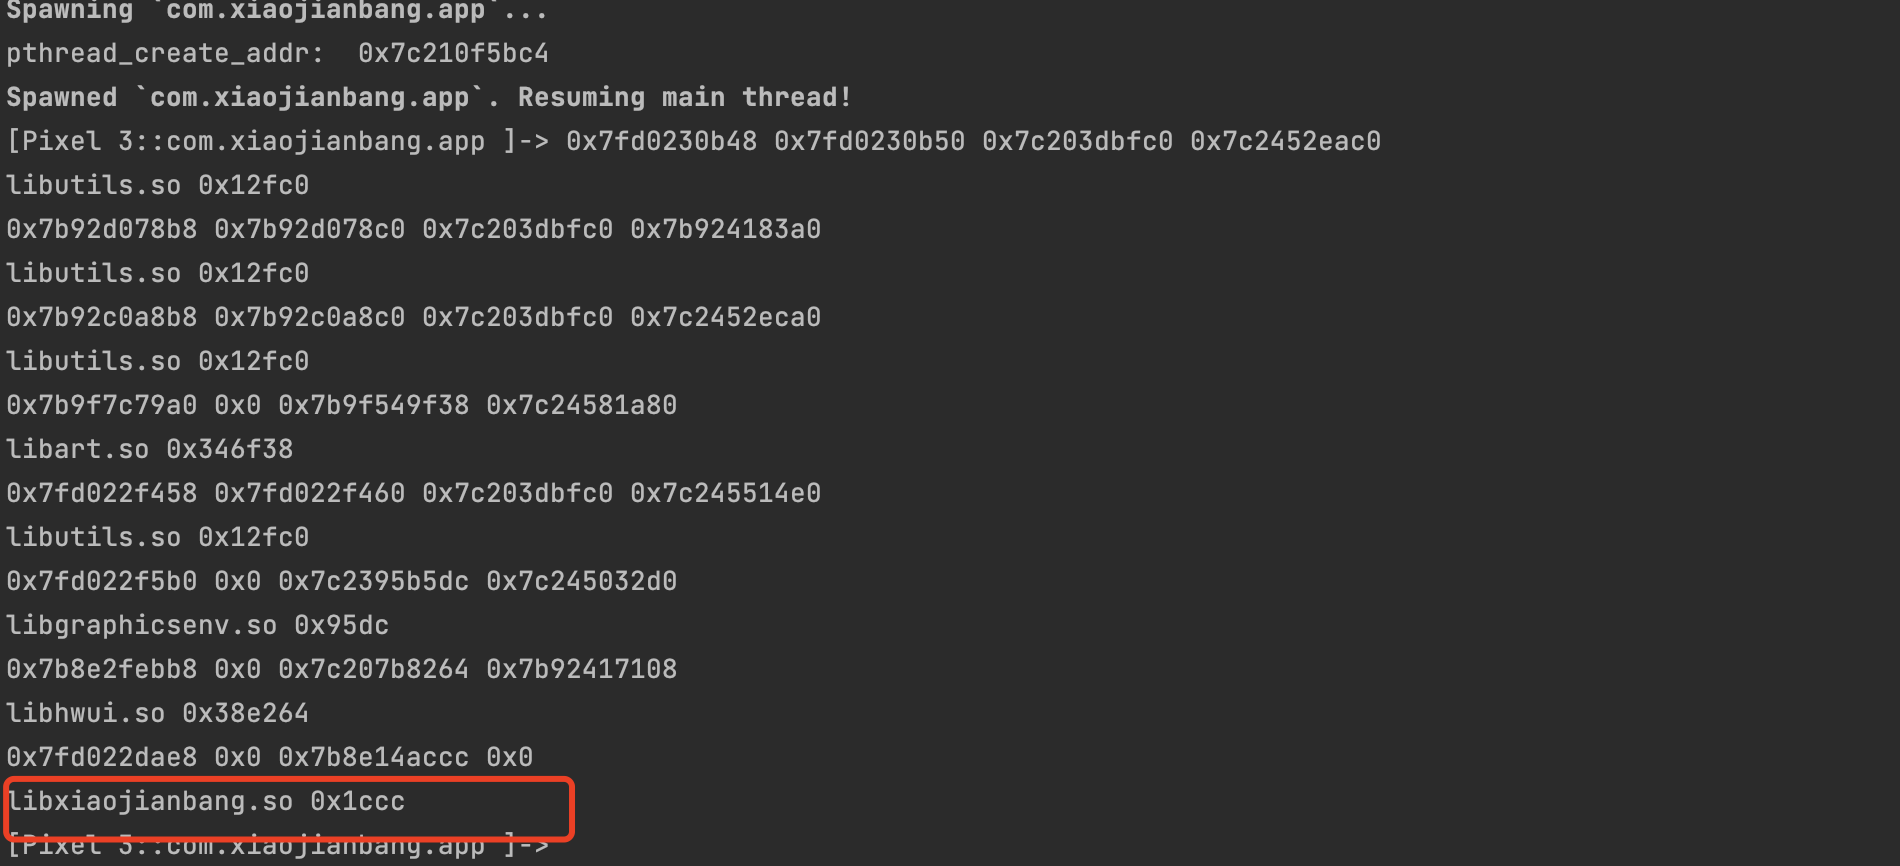 Spawning `com.xiaojianbang.app`...
pthread_create_addr:  0x7c210f5bc4
Spawned `com.xiaojianbang.app`. Resuming main thread!
[Pixel 3::com.xiaojianbang.app ]-> 0x7fd0230b48 0x7fd0230b50 0x7c203dbfc0 0x7c2452eac0
libutils.so 0x12fc0
0x7b92d078b8 0x7b92d078c0 0x7c203dbfc0 0x7b924183a0
libutils.so 0x12fc0
0x7b92c0a8b8 0x7b92c0a8c0 0x7c203dbfc0 0x7c2452eca0
libutils.so 0x12fc0
0x7b9f7c79a0 0x0 0x7b9f549f38 0x7c24581a80
libart.so 0x346f38
0x7fd022f458 0x7fd022f460 0x7c203dbfc0 0x7c245514e0
libutils.so 0x12fc0
0x7fd022f5b0 0x0 0x7c2395b5dc 0x7c245032d0
libgraphicsenv.so 0x95dc
0x7b8e2febb8 0x0 0x7c207b8264 0x7b92417108
libhwui.so 0x38e264
0x7fd022dae8 0x0 0x7b8e14accc 0x0
libxiaojianbang.so 0x1ccc
[Pixel 3::com.xiaojianbang.app ]->